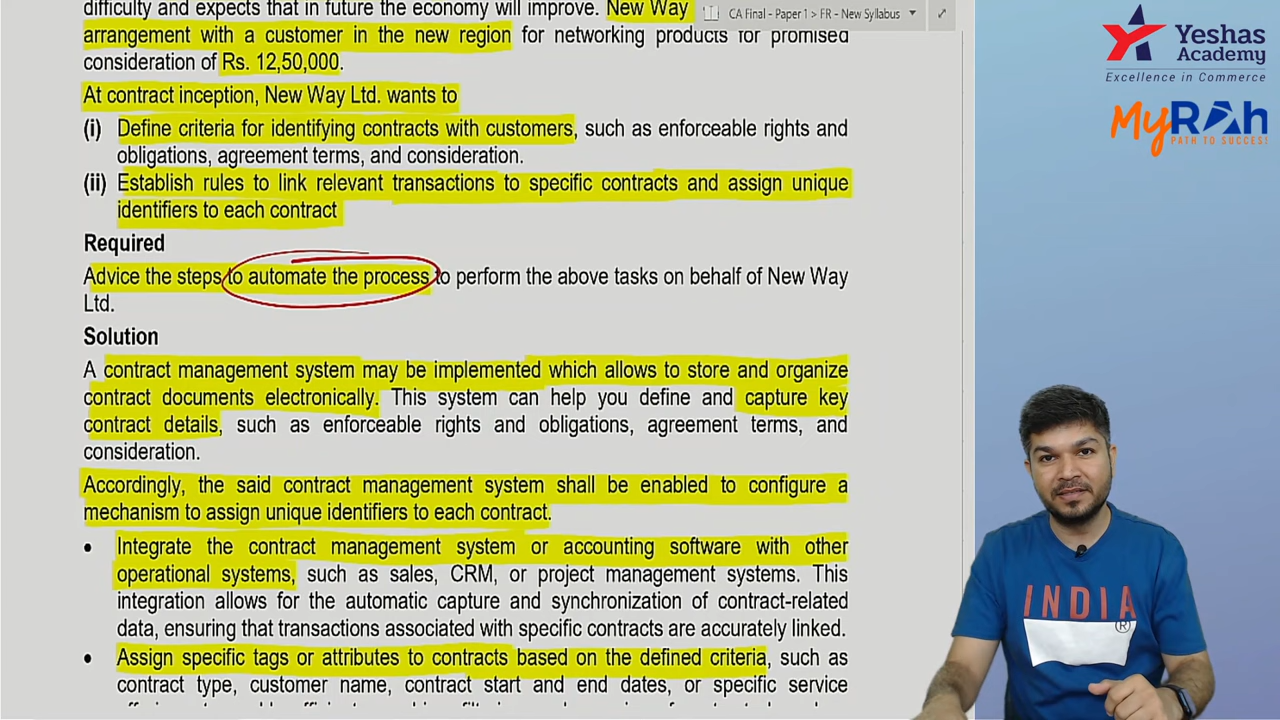 difficulty and expects that in future the economy will improve. New Way
CA Final - Paper 1 > FR - New Syllabus
arrangement with a customer in the new region for networking products for promised
consideration of Rs. 12,50,000.
At contract inception, New Way Ltd. wants to
(i) Define criteria for identifying contracts with customers, such as enforceable rights and
obligations, agreement terms, and consideration.
(ii) Establish rules to link relevant transactions to specific contracts and assign unique
identifiers to each contract
Required
Advice the steps to automate the process to perform the above tasks on behalf of New Way
Ltd.
Solution
A contract management system may be implemented which allows to store and organize
contract documents electronically. This system can help you define and capture key
contract details, such as enforceable rights and obligations, agreement terms, and
consideration.
Accordingly, the said contract management system shall be enabled to configure a
mechanism to assign unique identifiers to each contract.
• Integrate the contract management system or accounting software with other
operational systems, such as sales, CRM, or project management systems. This
integration allows for the automatic capture and synchronization of contract-related
data, ensuring that transactions associated with specific contracts are accurately linked.
• Assign specific tags or attributes to contracts based on the defined criteria, such as
contract type, customer name, contract start and end dates, or specific service
Yeshas
Academy
Excellence in Commerce
MyRAh
PATH TO SUCCESS!
INDIA
®